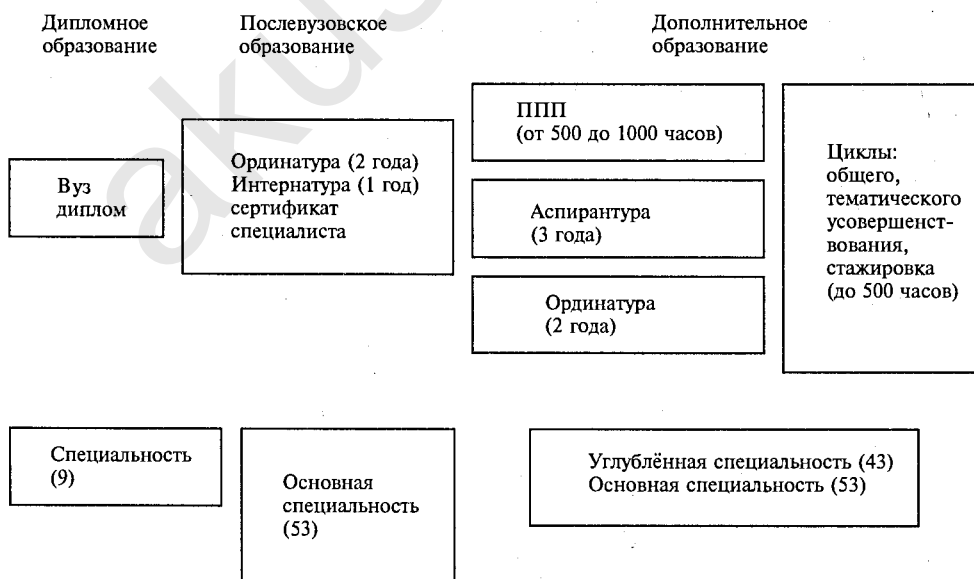 Дипломное
образование
Послевузовское
образование
Дополнительное
образование
Вуз
диплом
Ординатура (2 года)
Интернатура (1 год)
сертификат
специалиста
ППП
(от 500 до 1000 часов)
Аспирантура
(3 года)
Ординатура
(2 года)
Циклы:
общего,
тематического
усовершенст-
вования,
стажировка
(до 500 часов)
Специальность
(9)
Основная
специальность
(53)
Углублённая специальность (43)
Основная специальность (53)